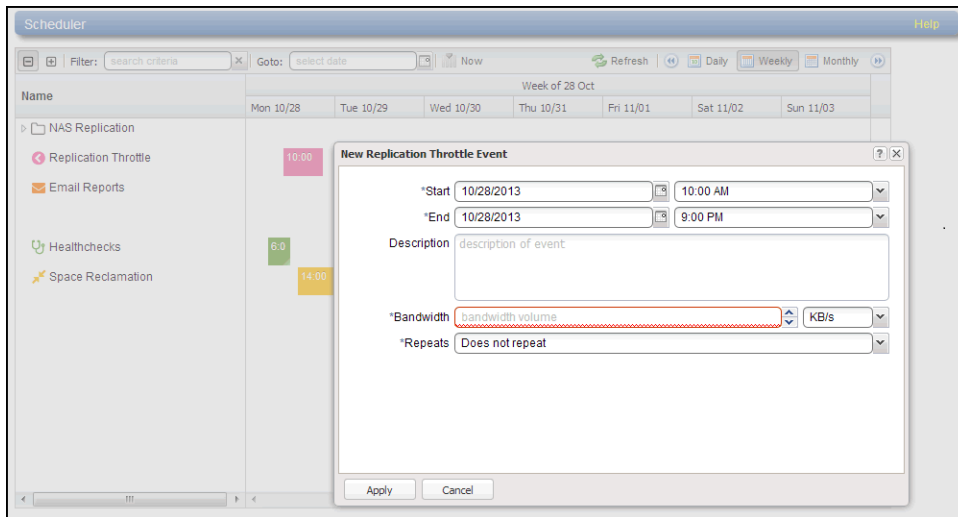 Scheduler Help
Filter: search criteria Goto: select date Now Refresh Daily Weekly Monthly
Name
Week of 28 Oct
Mon 10/28 Tue 10/29 Wed 10/30 Thu 10/31 Fri 11/01 Sat 11/02 Sun 11/03
NAS Replication
Replication Throttle 10:00
Email Reports
Healthchecks 6:0
Space Reclamation 14:00
New Replication Throttle Event
*Start 10/28/2013 10:00 AM
*End 10/28/2013 9:00 PM
Description description of event
*Bandwidth bandwidth volume KB/s
*Repeats Does not repeat
Apply Cancel